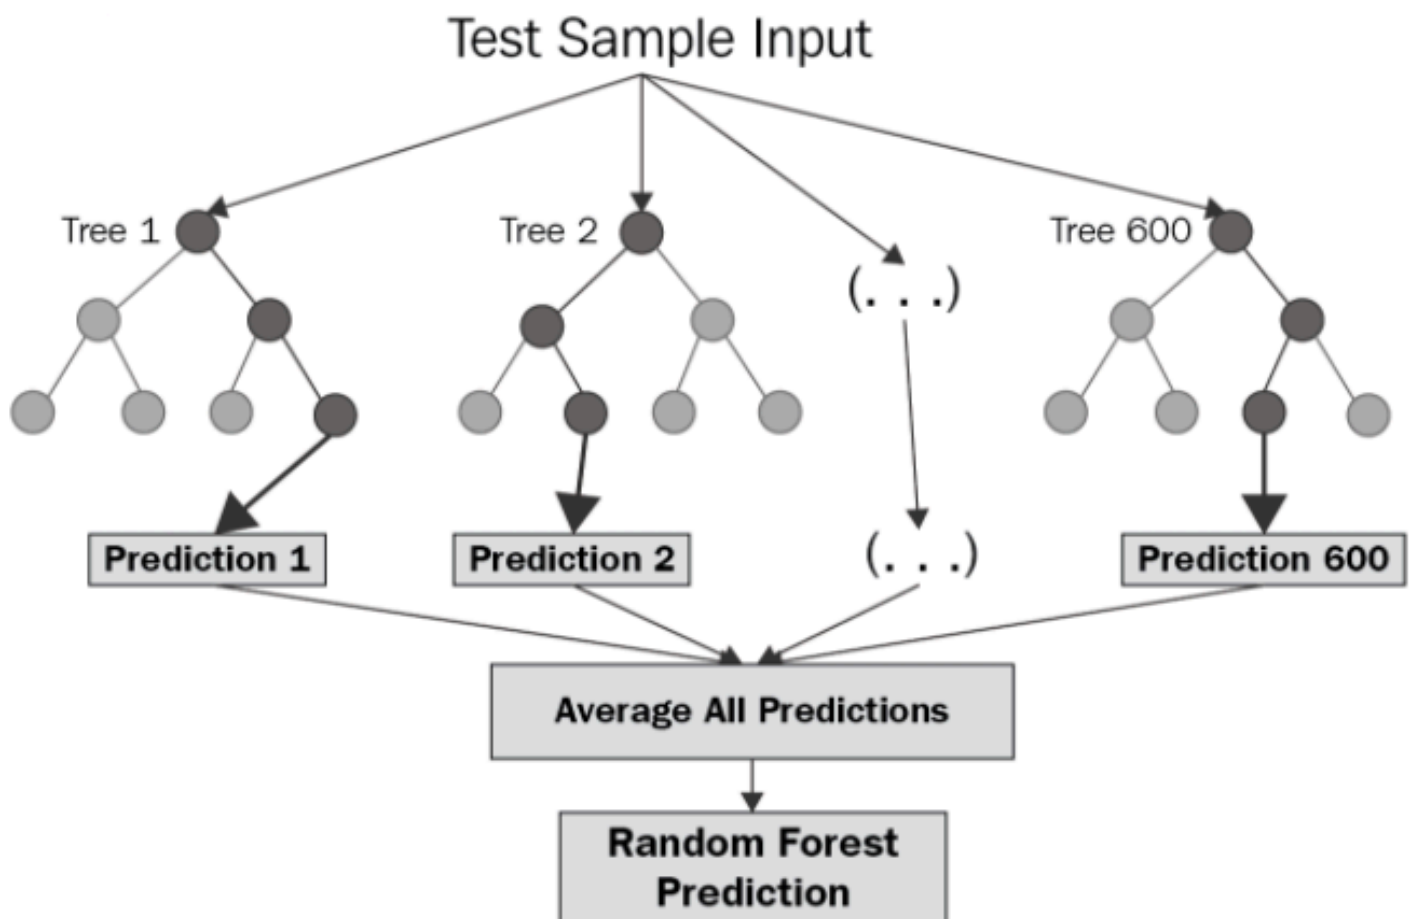 Test Sample Input
Tree 1
Tree 2
(. . .)
Tree 600
Prediction 1
Prediction 2
(. . .)
Prediction 600
Average All Predictions
Random Forest
Prediction